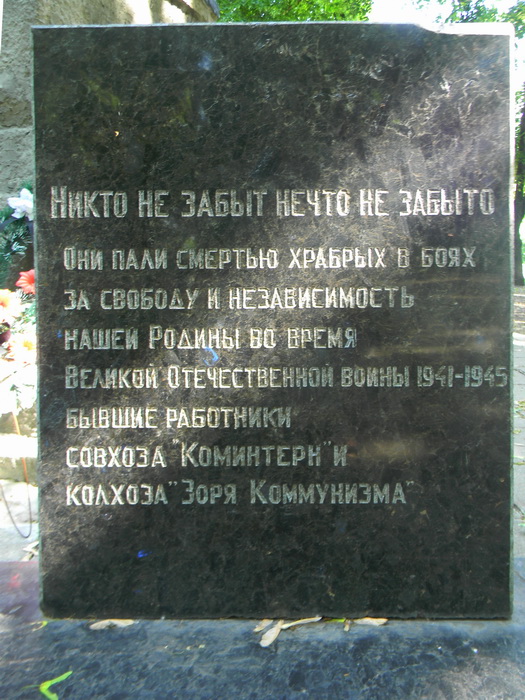 Никто не забыт нечто не забыто
Они пали смертью храбрых в боях
за свободу и независимость
нашей Родины во время
Великой Отечественной воины 1941-1945
бывшие работники
совхоза "Коминтерн" и
колхоза "Зоря Коммунизма"